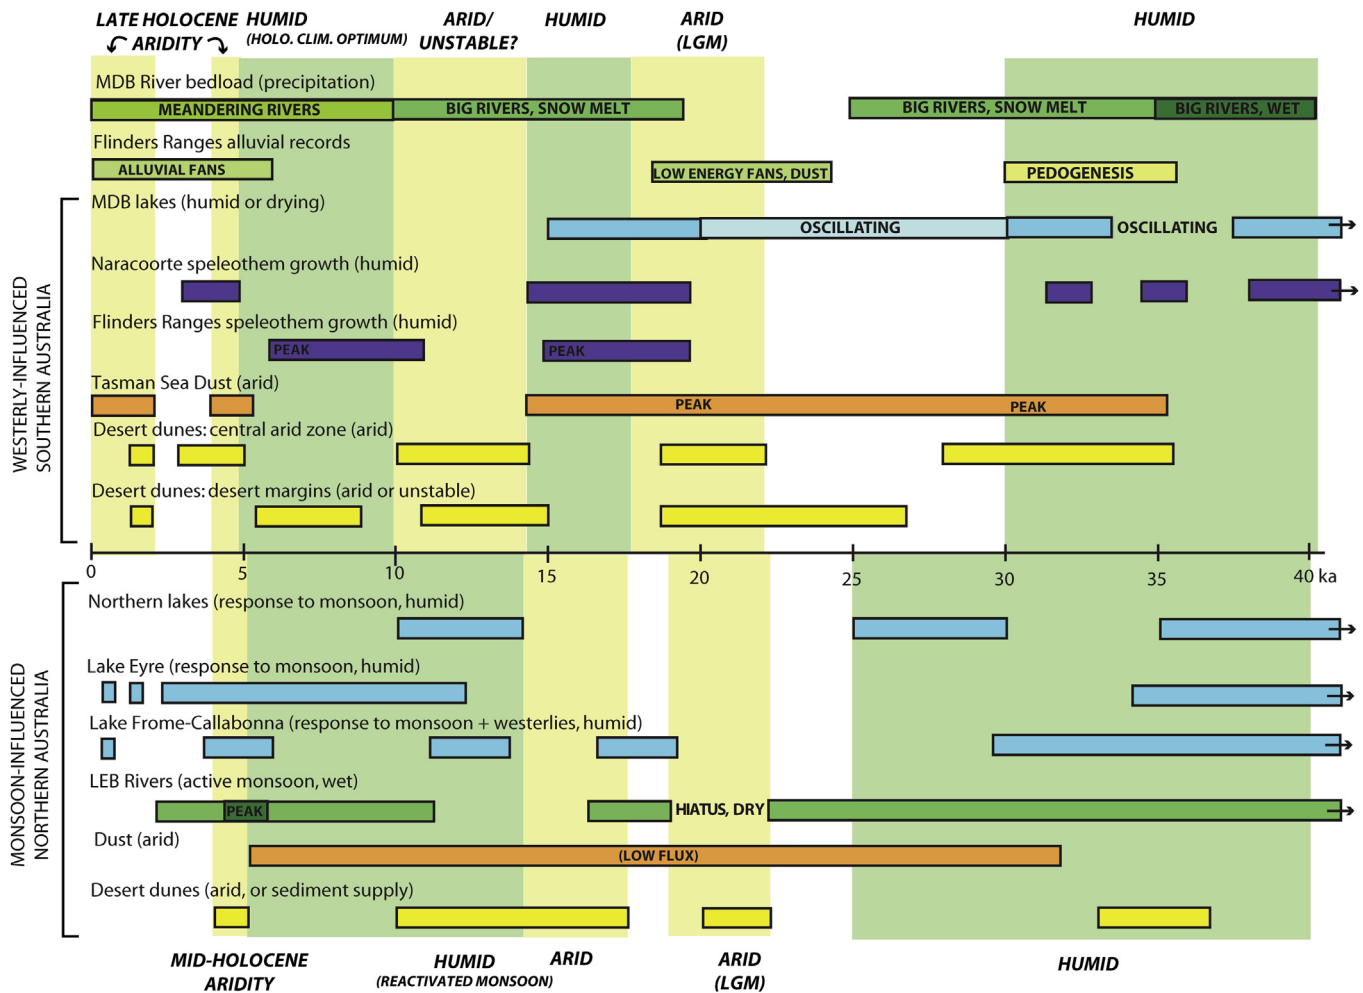 LATE HOLOCENE
ARIDITY
HUMID
(HOLO. CLIM. OPTIMUM)
ARID/
UNSTABLE?
HUMID
ARID
(LGM)
HUMID
MDB River bedload (precipitation)
MEANDERING RIVERS
BIG RIVERS, SNOW MELT
BIG RIVERS, SNOW MELT
BIG RIVERS, WET
Flinders Ranges alluvial records
ALLUVIAL FANS
LOW ENERGY FANS, DUST
PEDOGENESIS
WESTERLY-INFLUENCED
SOUTHERN AUSTRALIA
MDB lakes (humid or drying)
OSCILLATING
OSCILLATING
Naracoorte speleothem growth (humid)
Flinders Ranges speleothem growth (humid)
PEAK
PEAK
Tasman Sea Dust (arid)
PEAK
PEAK
Desert dunes: central arid zone (arid)
Desert dunes: desert margins (arid or unstable)
0 5 10 15 20 25 30 35 40 ka
MONSOON-INFLUENCED
NORTHERN AUSTRALIA
Northern lakes (response to monsoon, humid)
Lake Eyre (response to monsoon, humid)
Lake Frome-Callabonna (response to monsoon + westerlies, humid)
LEB Rivers (active monsoon, wet)
PEAK
HIATUS, DRY
Dust (arid)
(LOW FLUX)
Desert dunes (arid, or sediment supply)
MID-HOLOCENE
ARIDITY
HUMID
(REACTIVATED MONSOON)
ARID
ARID
(LGM)
HUMID